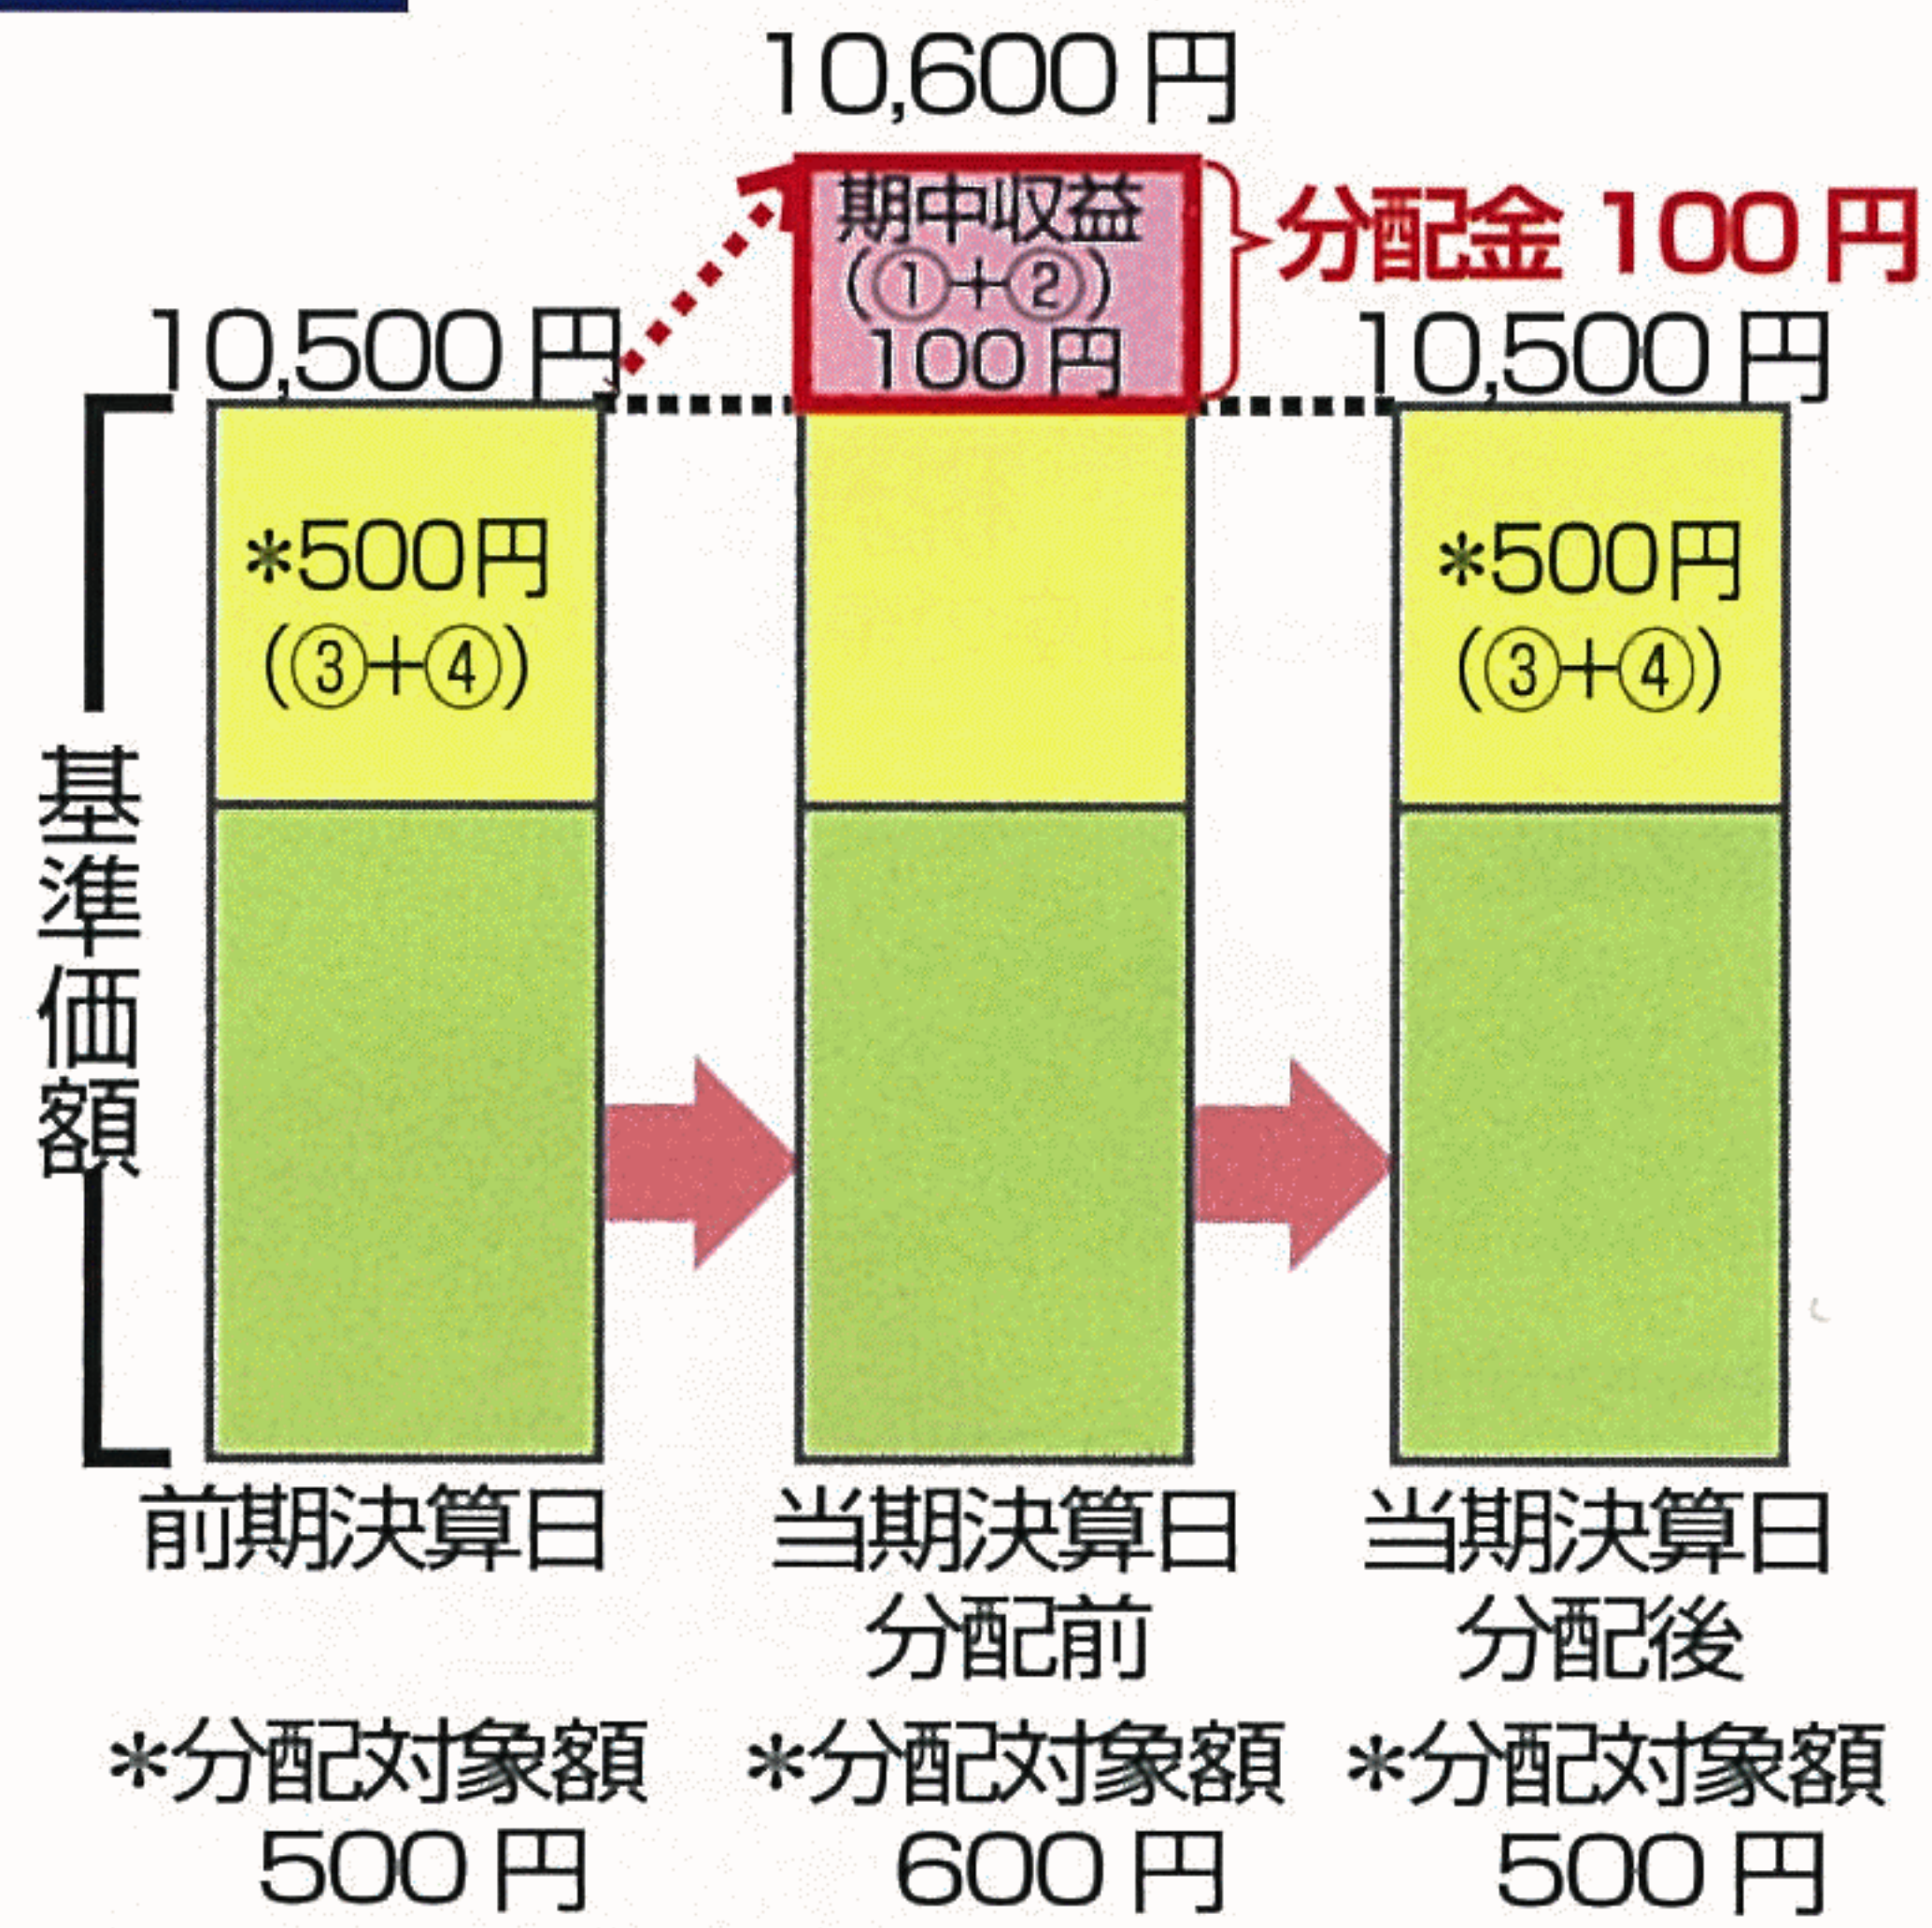 10,600円
期中収益
(①+②)
100円
分配金 100円
10,500円
10,500円
*500円
(③+④)
*500円
(③+④)
基準価額
前期決算日
当期決算日
分配前
当期決算日
分配後
*分配対象額
500円
*分配対象額
600円
*分配対象額
500円